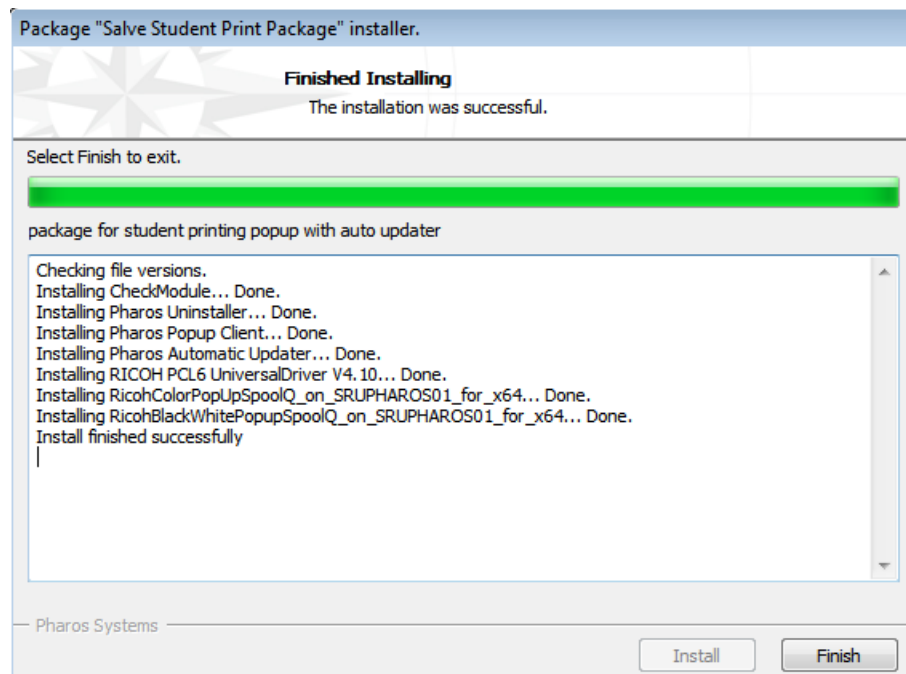 Package "Salve Student Print Package" installer.
Finished Installing
The installation was successful.
Select Finish to exit.
package for student printing popup with auto updater
Checking file versions.
Installing CheckModule... Done.
Installing Pharos Uninstaller... Done.
Installing Pharos Popup Client... Done.
Installing Pharos Automatic Updater... Done.
Installing RICOH PCL6 UniversalDriver V4.10... Done.
Installing RicohColorPopUpSpoolQ_on_SRUPHAROS01_for_x64... Done.
Installing RicohBlackWhitePopupSpoolQ_on_SRUPHAROS01_for_x64... Done.
Install finished successfully
Pharos Systems
Install Finish